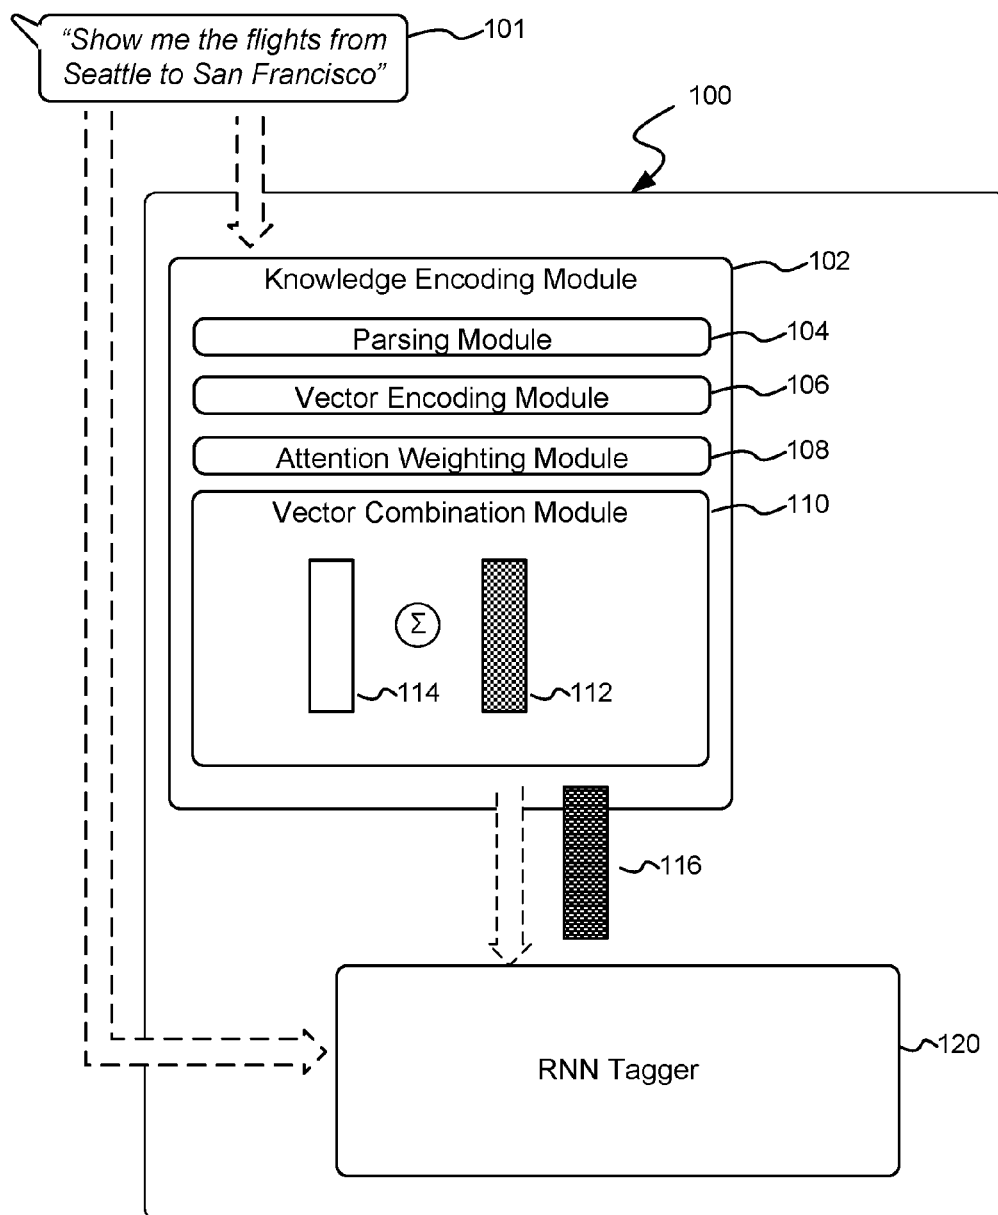 “Show me the flights from
Seattle to San Francisco”
101
100
102
Knowledge Encoding Module
Parsing Module
104
Vector Encoding Module
106
Attention Weighting Module
108
Vector Combination Module
110
Σ
114
112
116
RNN Tagger
120